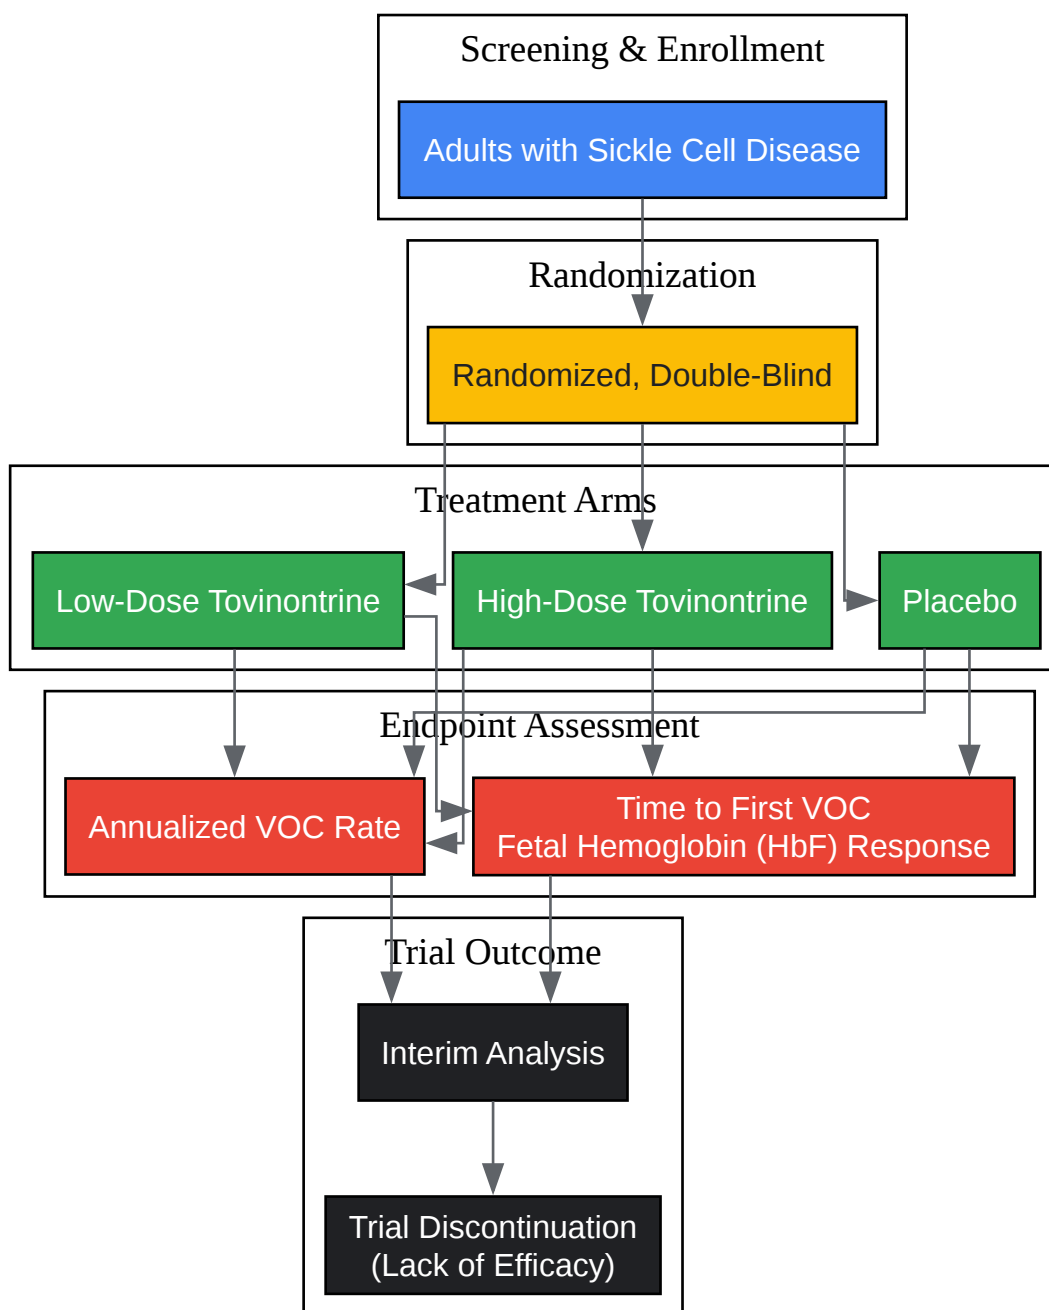 Screening & Enrollment
Adults with Sickle Cell Disease
Randomization
Randomized, Double-Blind
Treatment Arms
Low-Dose Tovinontrine
High-Dose Tovinontrine
Placebo
Endpoint Assessment
Annualized VOC Rate
Time to First VOC
Fetal Hemoglobin (HbF) Response
Trial Outcome
Interim Analysis
Trial Discontinuation
(Lack of Efficacy)